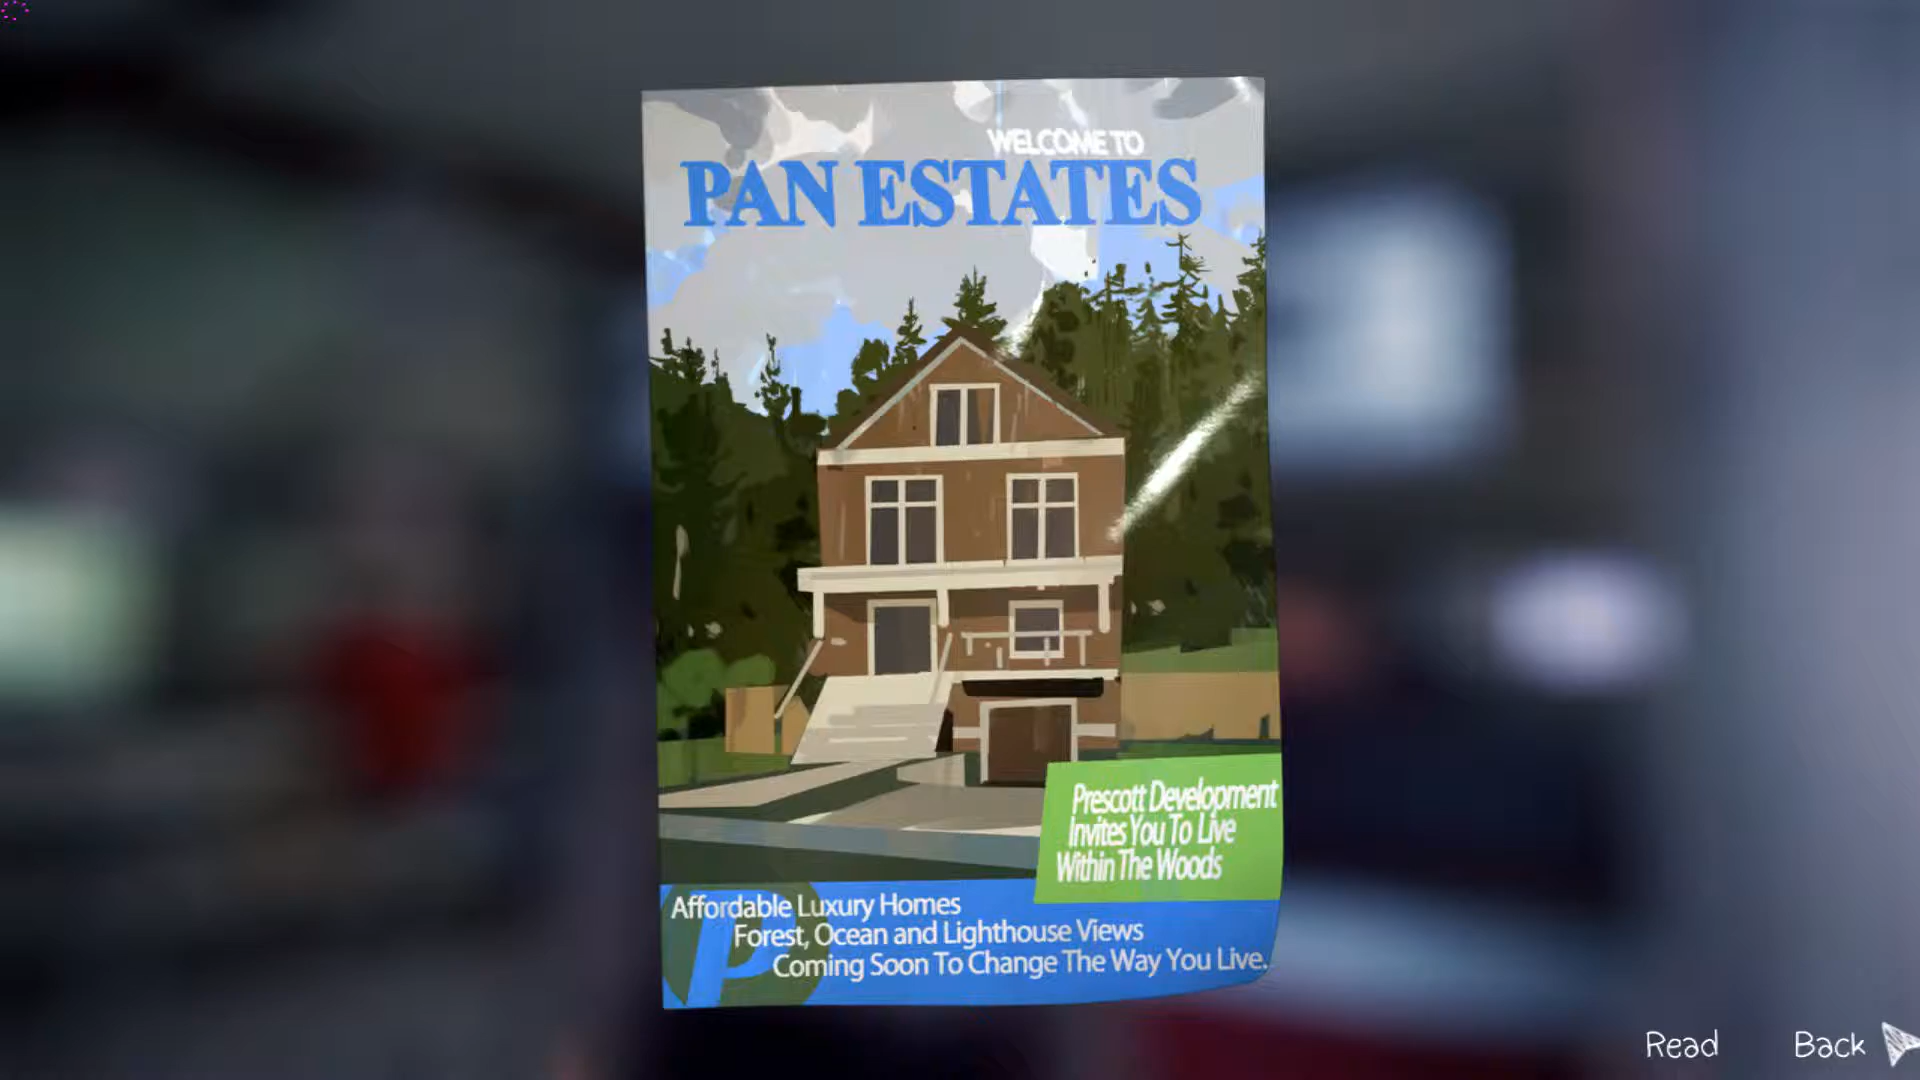 WELCOME TO
PAN ESTATES
Prescott Development
Invites You To Live
Within The Woods
Affordable Luxury Homes
Forest, Ocean and Lighthouse Views
Coming Soon To Change The Way You Live.
P
Read
Back